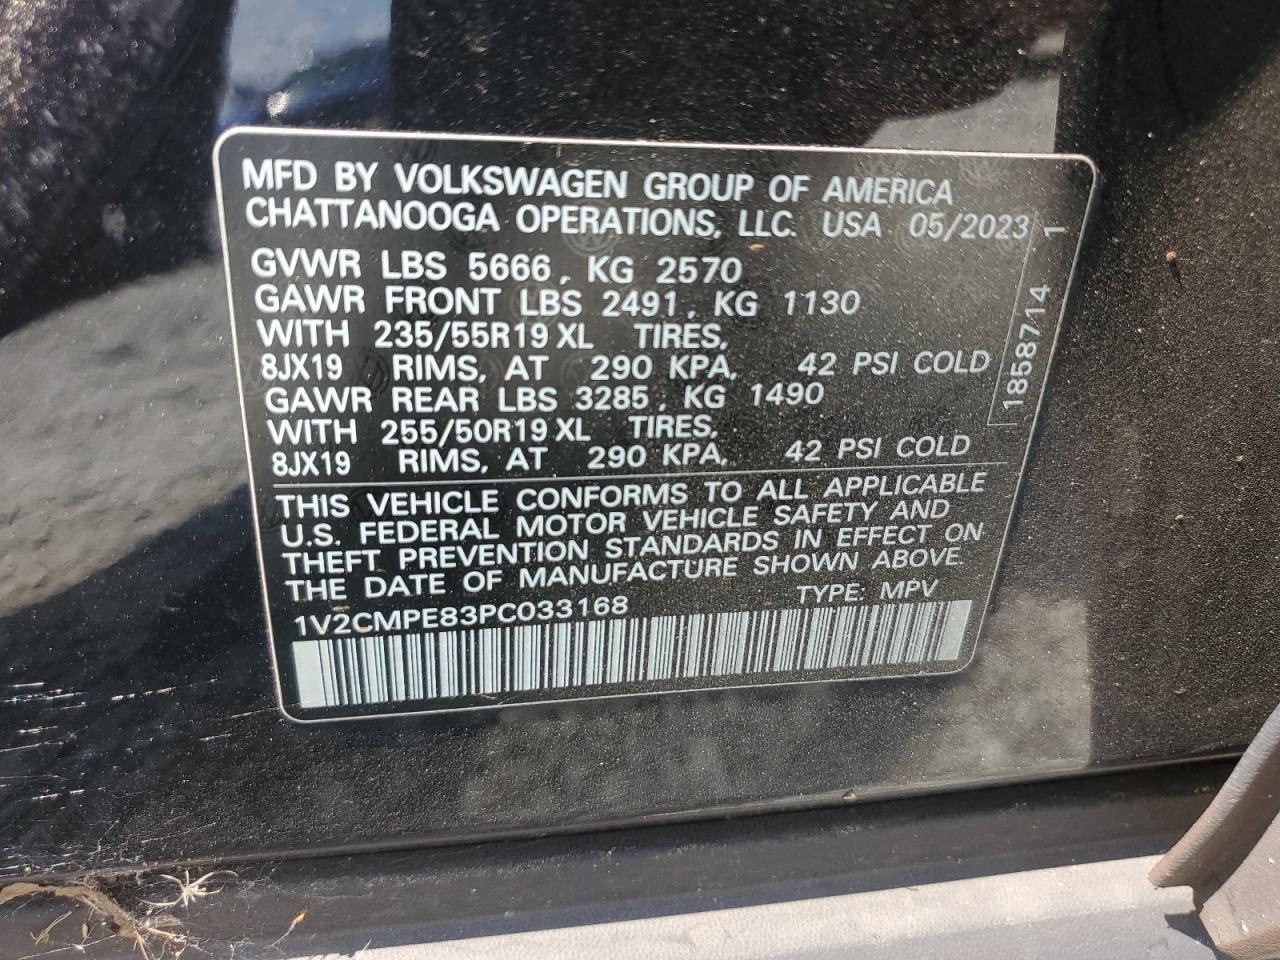 MFD BY VOLKSWAGEN GROUP OF AMERICA
CHATTANOOGA OPERATIONS, LLC. USA 05/2023
GVWR LBS 5666, KG 2570
GAWR FRONT LBS 2491, KG 1130
WITH 235/55R19 XL TIRES,
8JX19 RIMS, AT 290 KPA, 42 PSI COLD
GAWR REAR LBS 3285, KG 1490
WITH 255/50R19 XL TIRES,
8JX19 RIMS, AT 290 KPA, 42 PSI COLD
THIS VEHICLE CONFORMS TO ALL APPLICABLE
U.S. FEDERAL MOTOR VEHICLE SAFETY AND
THEFT PREVENTION STANDARDS IN EFFECT ON
THE DATE OF MANUFACTURE SHOWN ABOVE.
1V2CMPE83PC033168 TYPE: MPV
1858714 1